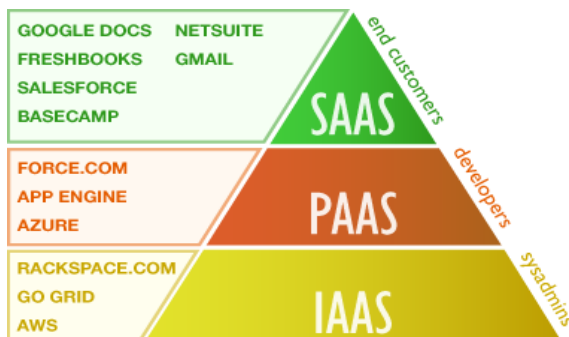 GOOGLE DOCS NETSUITE
FRESHBOOKS GMAIL
SALESFORCE
BASECAMP
SAAS
end customers
FORCE.COM
APP ENGINE
AZURE
PAAS
developers
RACKSPACE.COM
GO GRID
AWS
IAAS
sysadmins